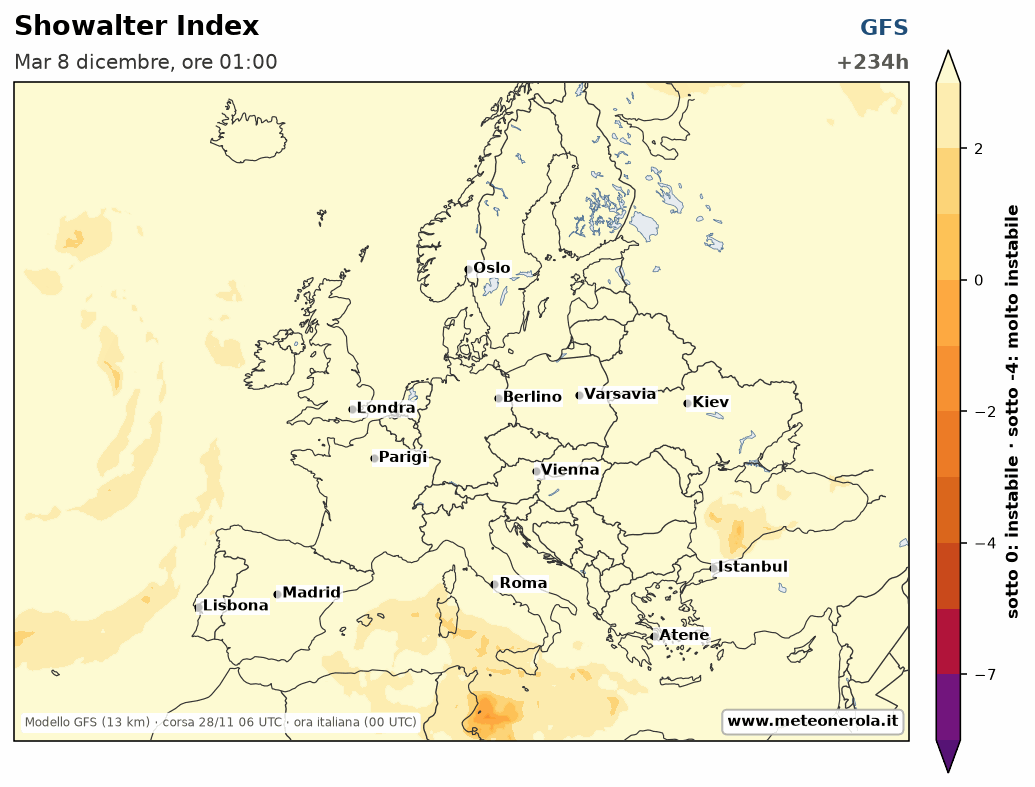 Showalter Index
GFS
Mar 8 dicembre, ore 01:00
+234h
Oslo
Berlino
Varsavia
Kiev
Londra
Parigi
Vienna
Istanbul
Roma
Madrid
Lisbona
Atene
Modello GFS (13 km) · corsa 28/11 06 UTC · ora italiana (00 UTC)
www.meteonerola.it
2
0
−2
−4
−7
sotto 0: instabile · sotto -4: molto instabile